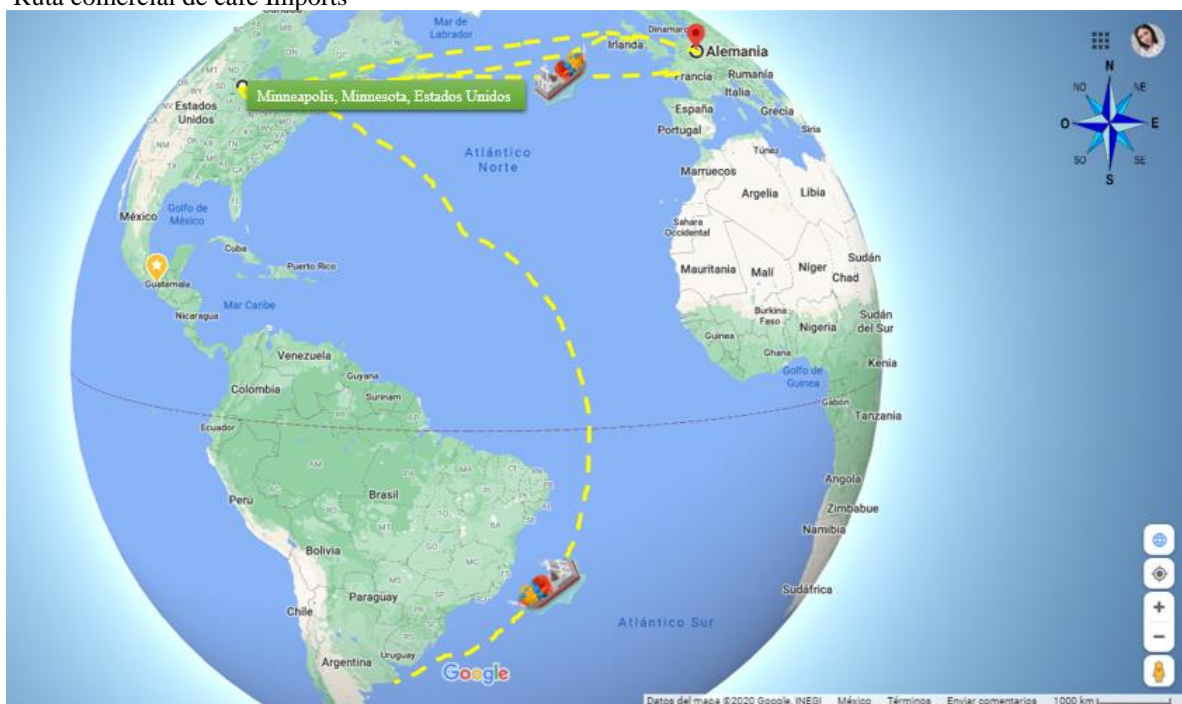 Ruta comercial de café Imports
Mar de
Labrador
Dinamarca
Irlanda
Alemania
Francia
Rumanía
Italia
España
Grecia
Portugal
Siria
Túnez
Marruecos
Argelia
Libia
Sahara
Occidental
Mauritania
Malí
Níger
Chad
Sudán
Burkina
Faso
Nigeria
Sudán
del Sur
Guinea
Ghana
Golfo de
Guinea
Kenia
Gabón
Tanzania
Angola
Zimbabue
Namibia
Sudáfrica
Minneapolis, Minnesota, Estados Unidos
Estados
Unidos
Atlántico
Norte
México
Golfo de
México
Cuba
Puerto Rico
Guatemala
Mar Caribe
Nicaragua
Venezuela
Guyana
Surinam
Colombia
Ecuador
Perú
Brasil
Bolivia
Paraguay
Chile
Uruguay
Argentina
Atlántico Sur
Google
N
NO
NE
O
E
SO
SE
S
Datos del mapa ©2020 Google, INEGI México Términos Enviar comentarios 1000 km